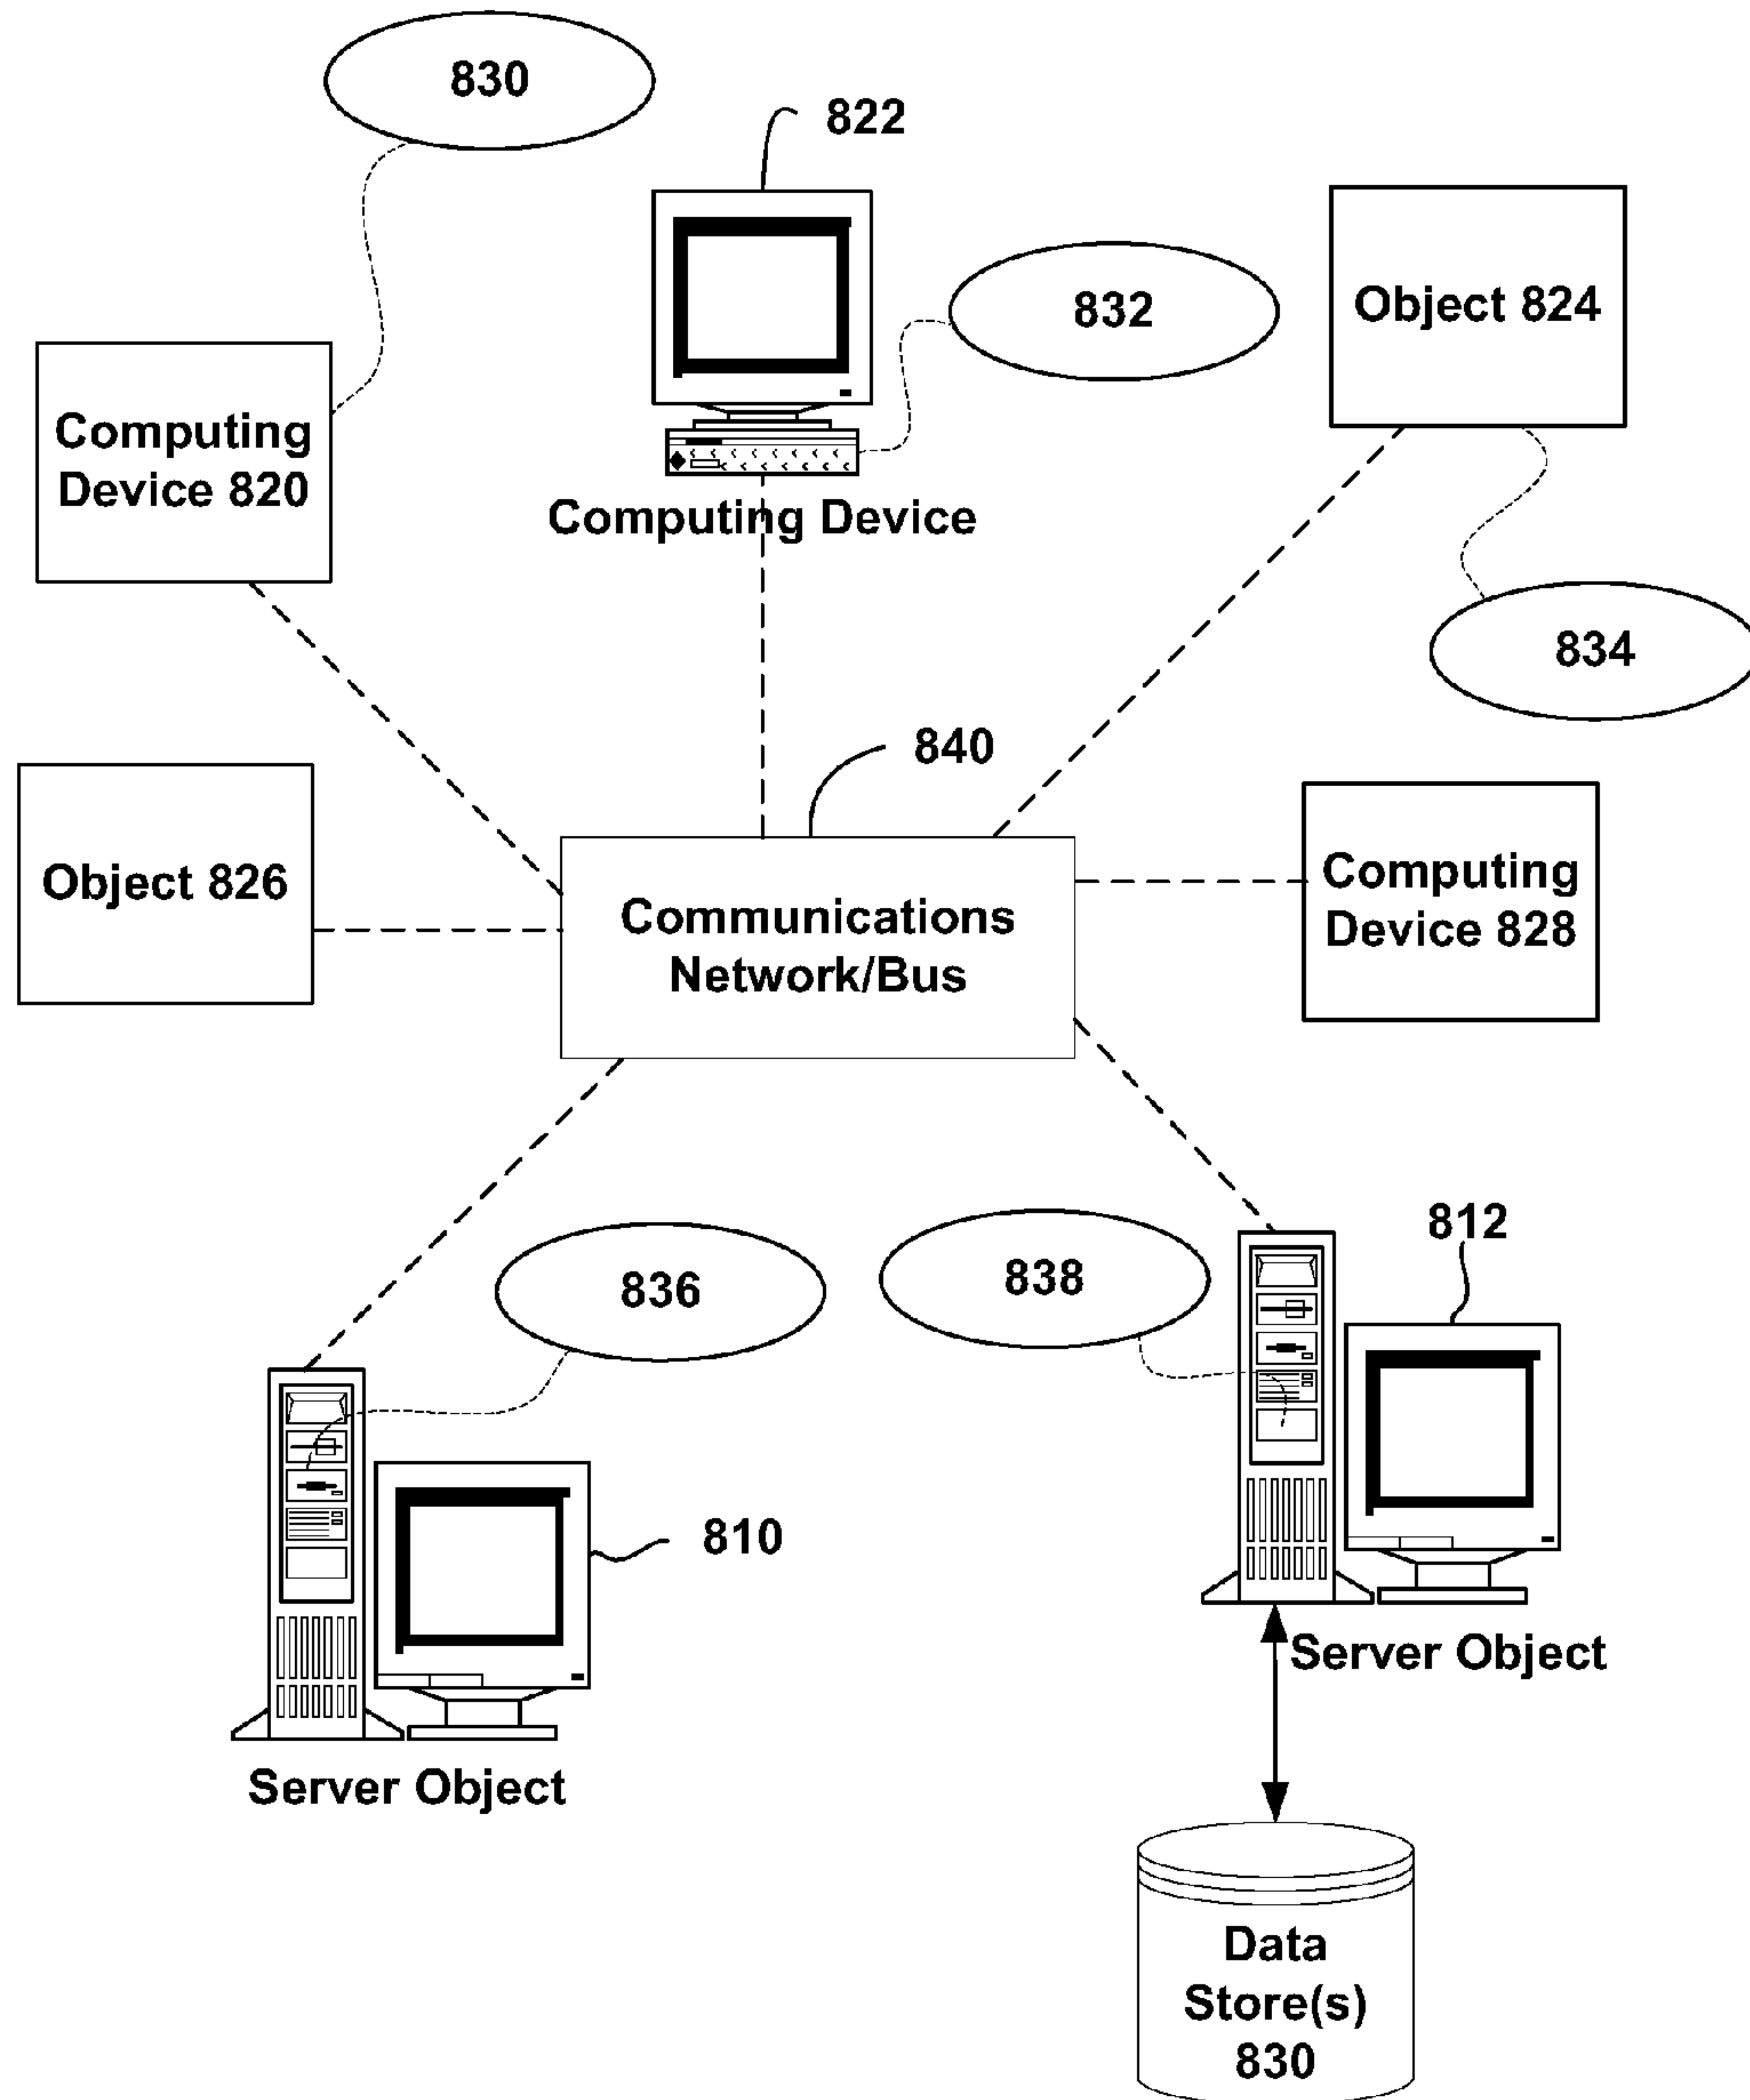 830
822
832
Object 824
Computing
Device 820
Computing Device
834
840
Object 826
Communications
Network/Bus
Computing
Device 828
836
838
812
810
Server Object
Server Object
Data
Store(s)
830